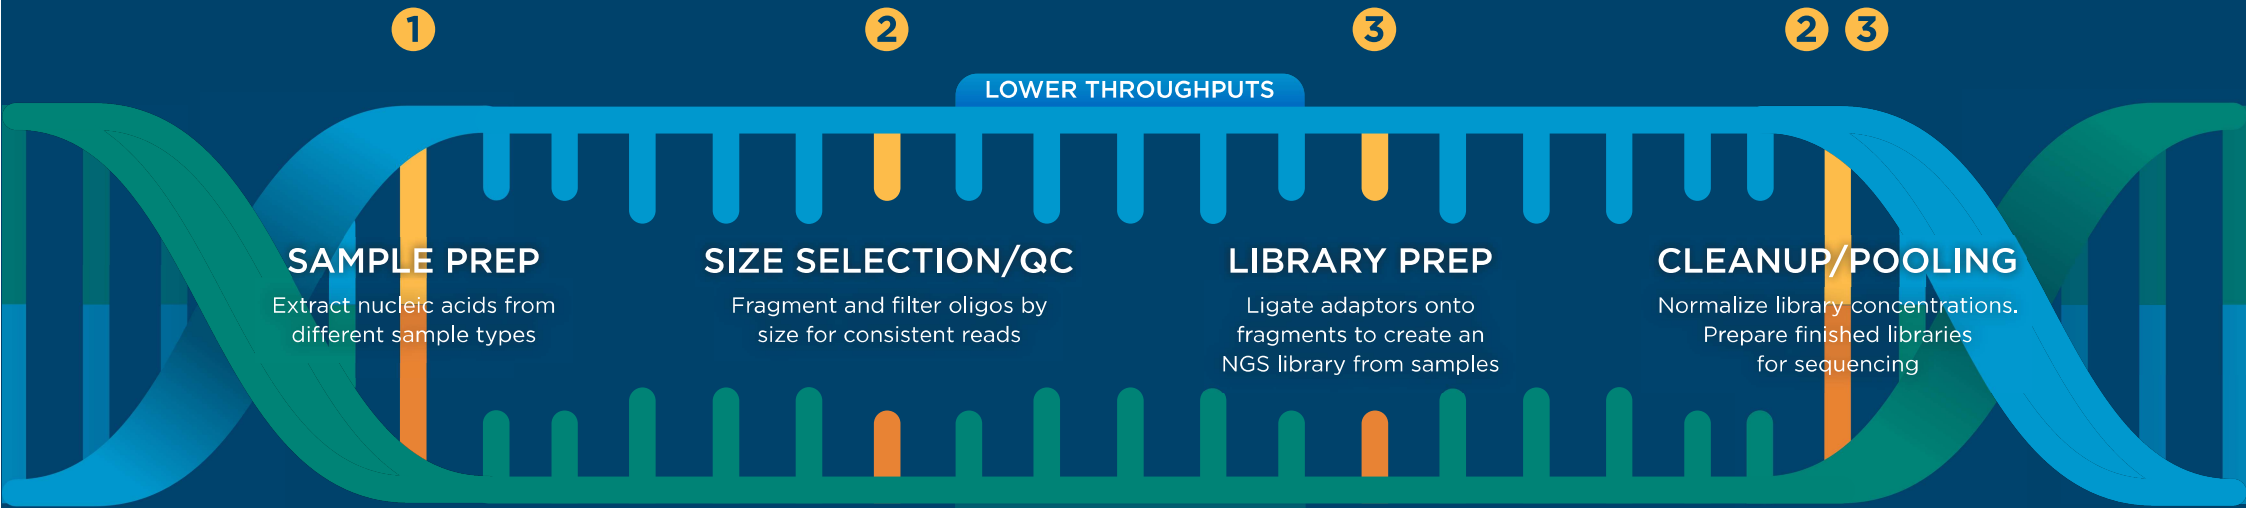 1
2
3
2 3
LOWER THROUGHPUTS
SAMPLE PREP
Extract nucleic acids from
different sample types
SIZE SELECTION/QC
Fragment and filter oligos by
size for consistent reads
LIBRARY PREP
Ligate adaptors onto
fragments to create an
NGS library from samples
CLEANUP/POOLING
Normalize library concentrations.
Prepare finished libraries
for sequencing